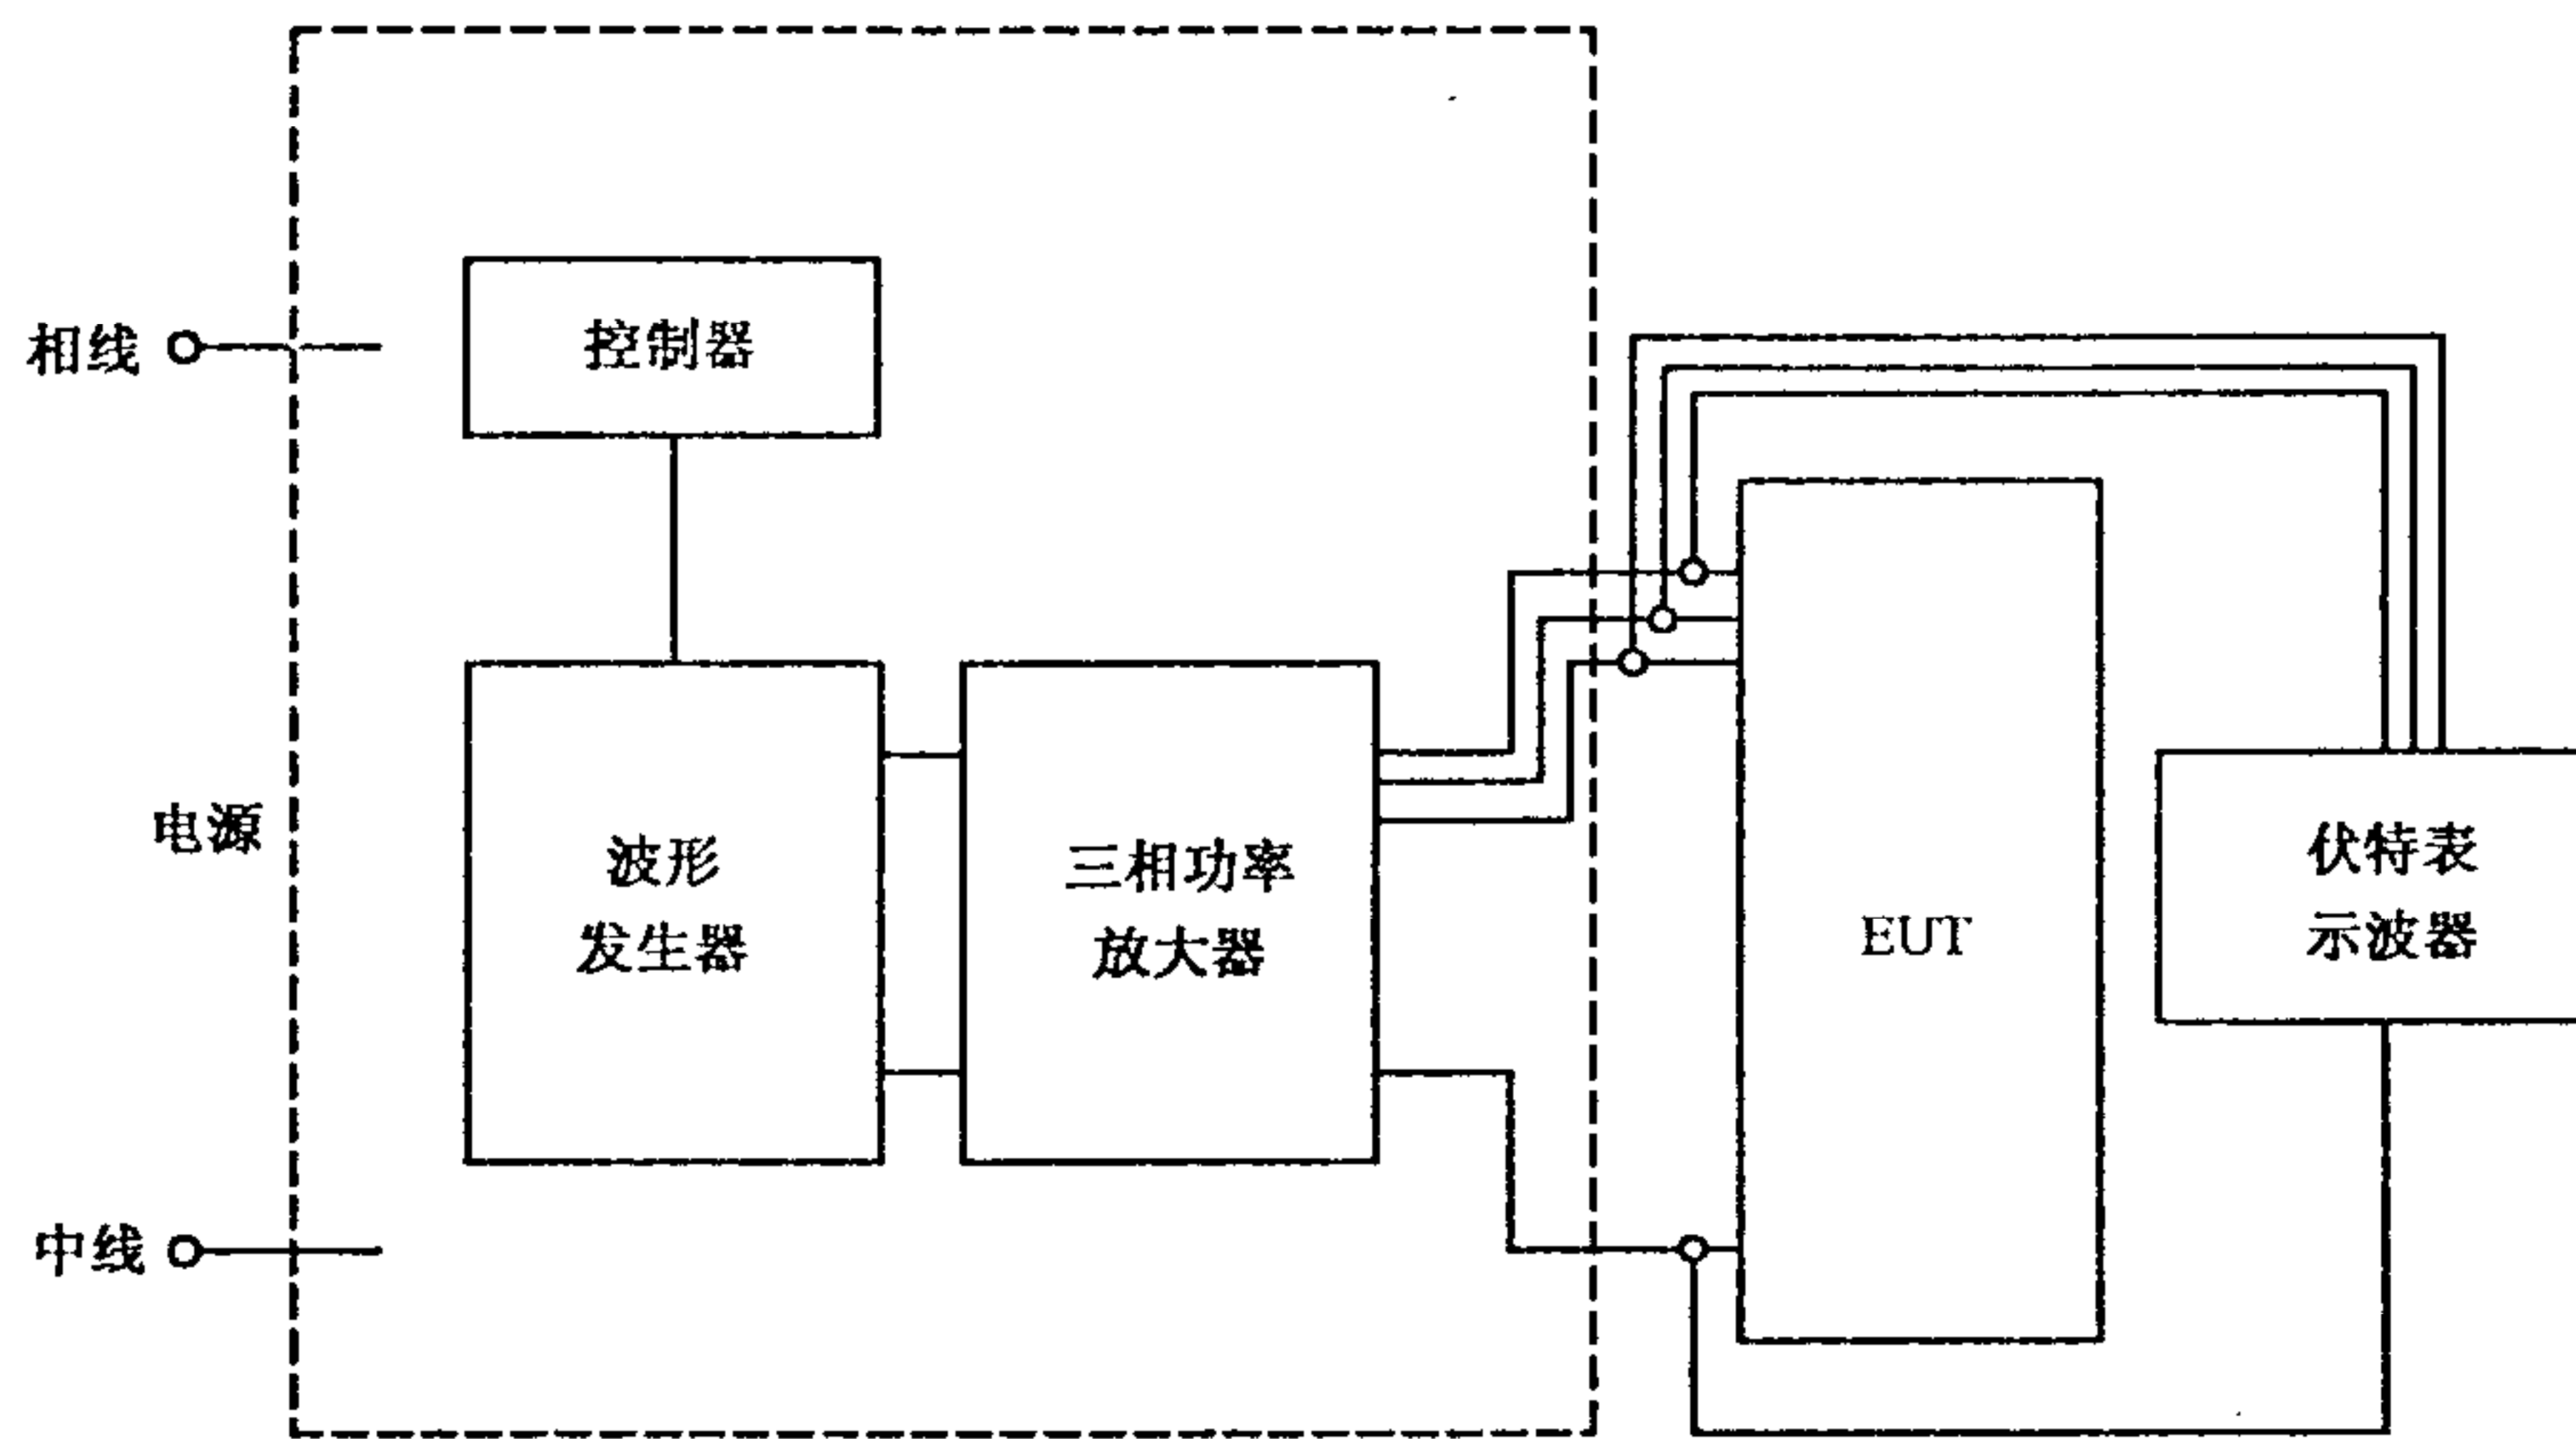 控制器
相线
电源
波形
发生器
三相功率
放大器
EUT
伏特表
示波器
中线